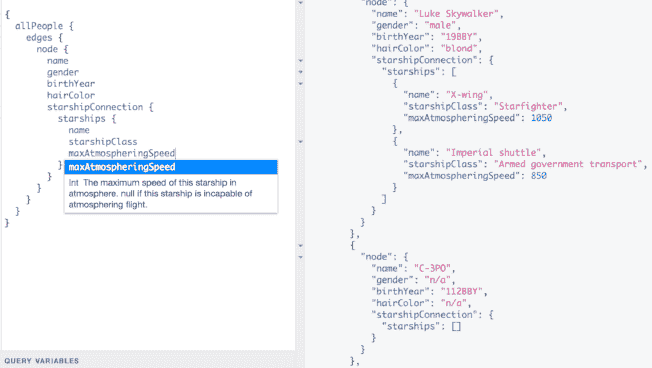 {
allPeople {
edges {
node {
name
gender
birthYear
hairColor
starshipConnection {
starships {
name
starshipClass
maxAtmospheringSpeed
maxAtmospheringSpeed
Int The maximum speed of this starship in
atmosphere. null if this starship is incapable of
atmosphering flight.
}
}
}
}
}
}
QUERY VARIABLES
"node": {
"name": "Luke Skywalker",
"gender": "male",
"birthYear": "19BBY",
"hairColor": "blond",
"starshipConnection": {
"starships": [
{
"name": "X-wing",
"starshipClass": "Starfighter",
"maxAtmospheringSpeed": 1050
},
{
"name": "Imperial shuttle",
"starshipClass": "Armed government transport",
"maxAtmospheringSpeed": 850
}
]
}
}
},
{
"node": {
"name": "C-3PO",
"gender": "n/a",
"birthYear": "112BBY",
"hairColor": "n/a",
"starshipConnection": {
"starships": []
}
}
},